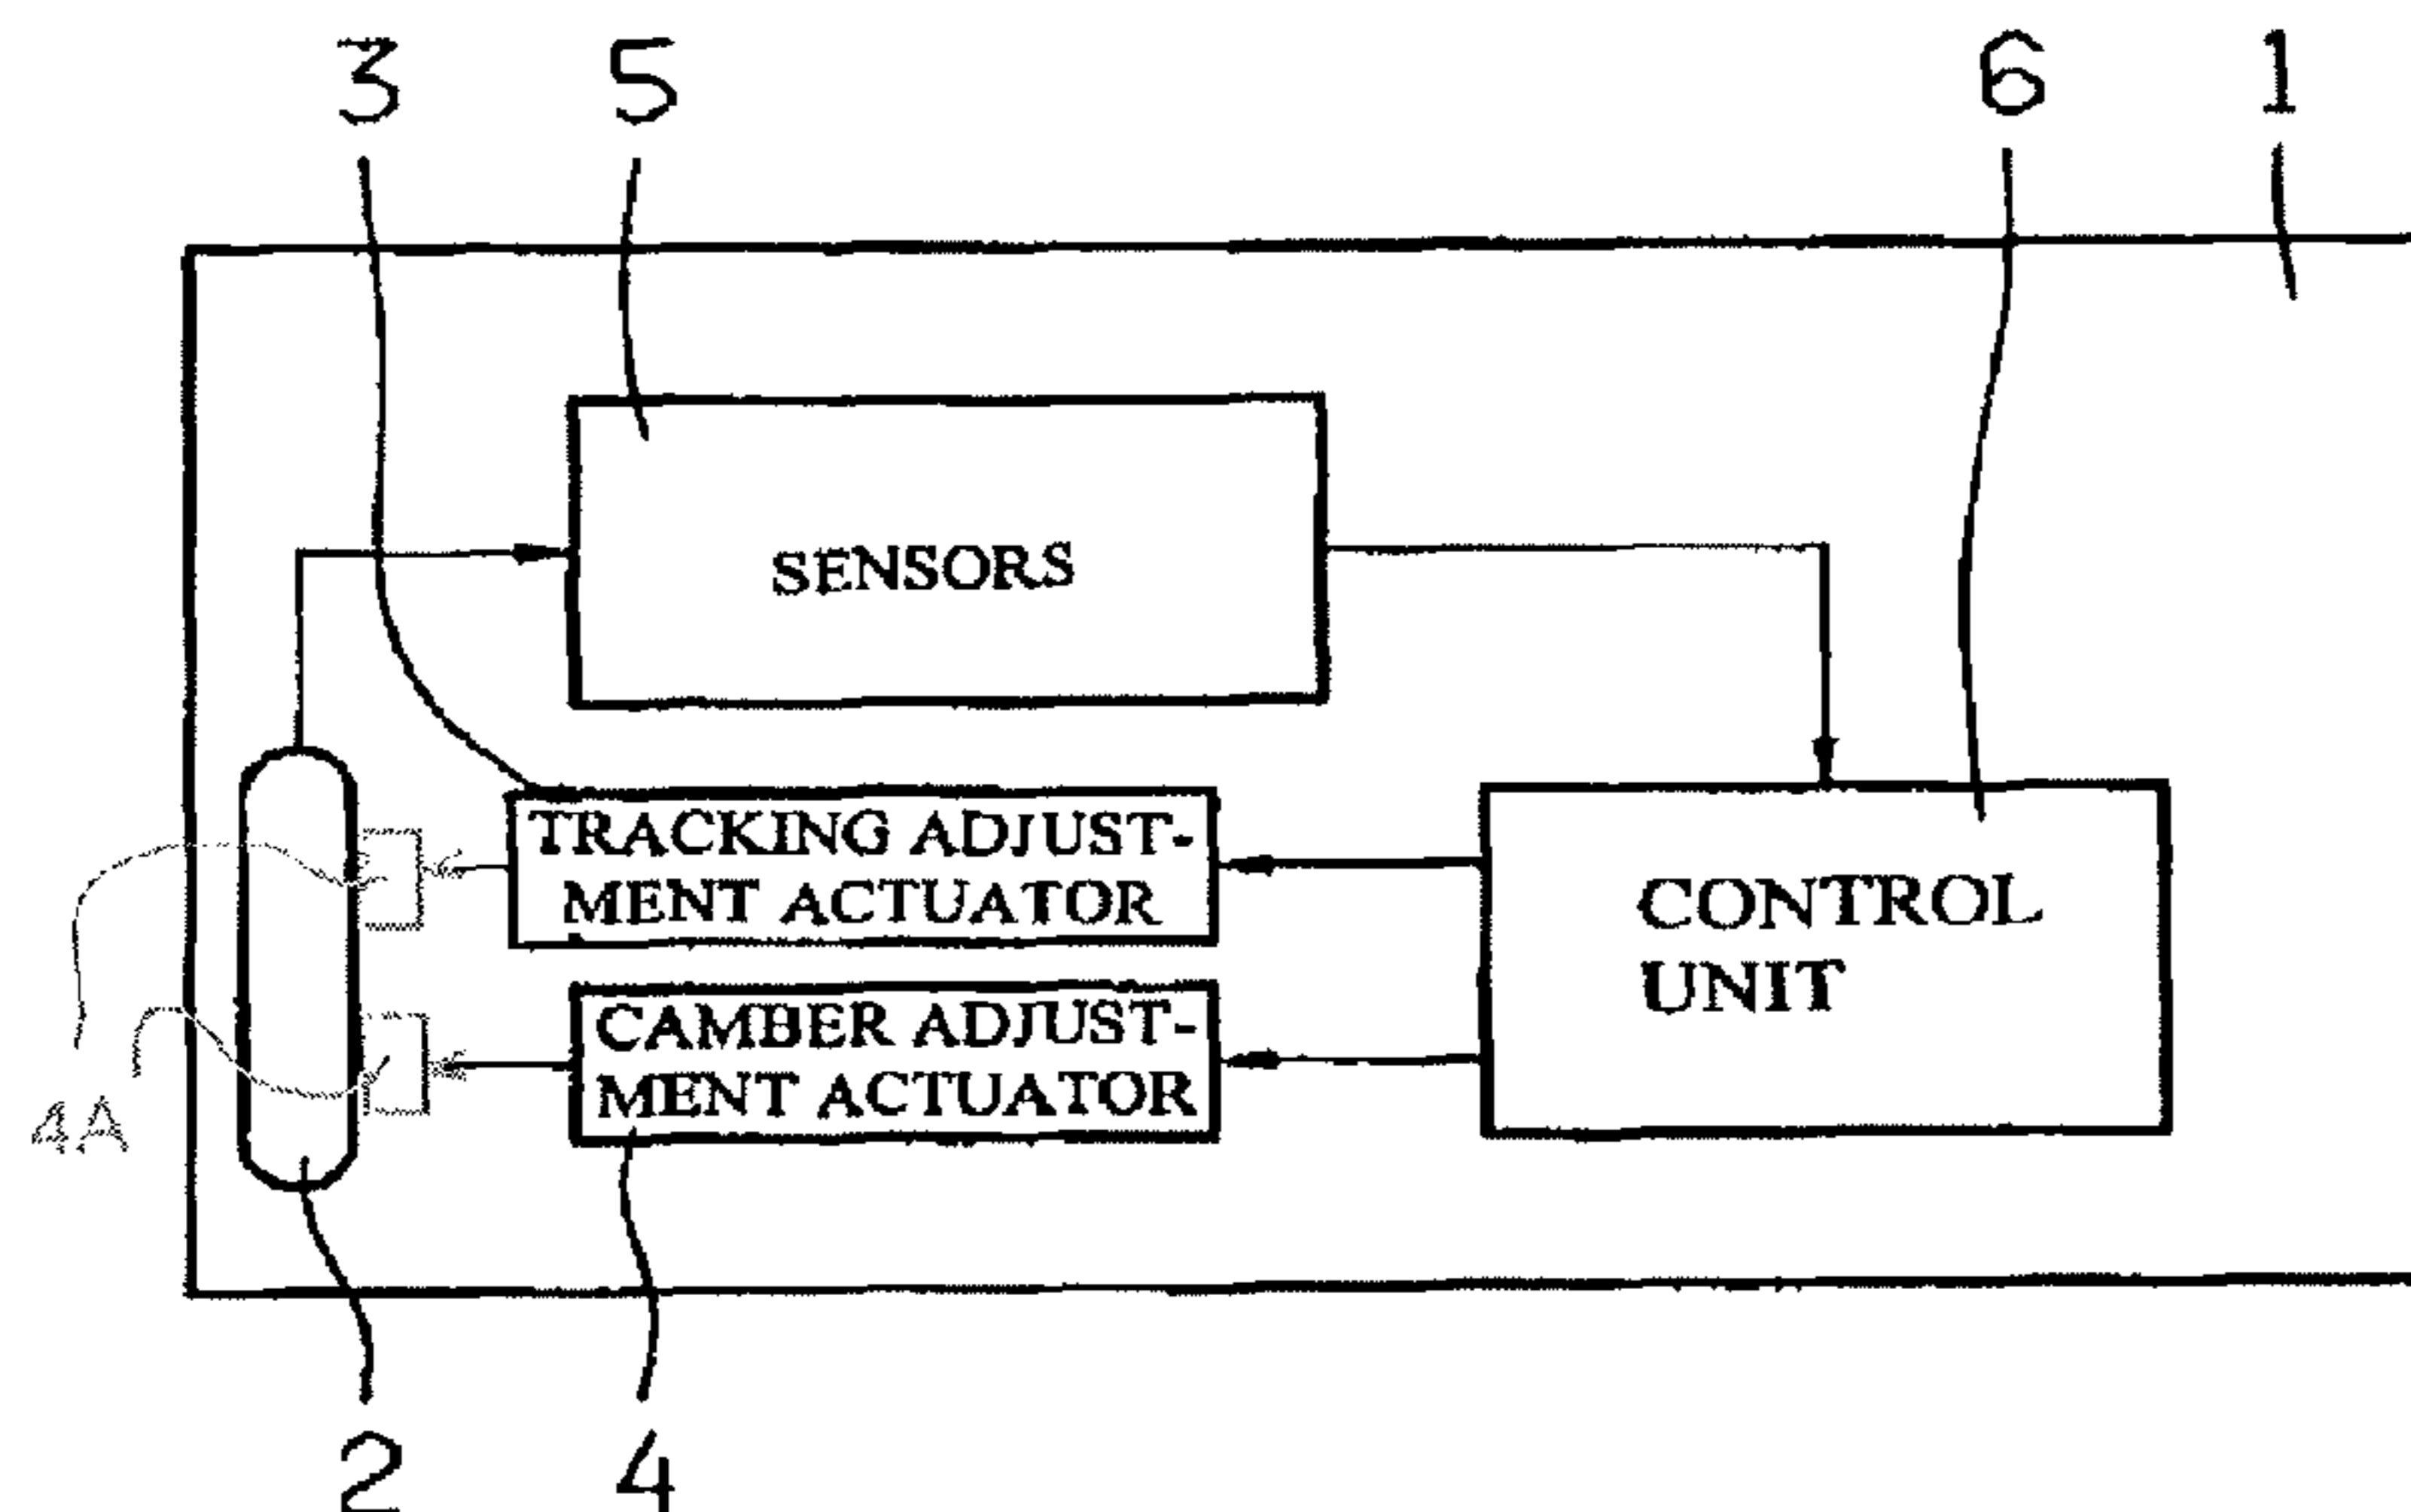 3 5 6 1
SENSORS
TRACKING ADJUST-
MENT ACTUATOR
CONTROL
UNIT
CAMBER ADJUST-
MENT ACTUATOR
4A
2 4